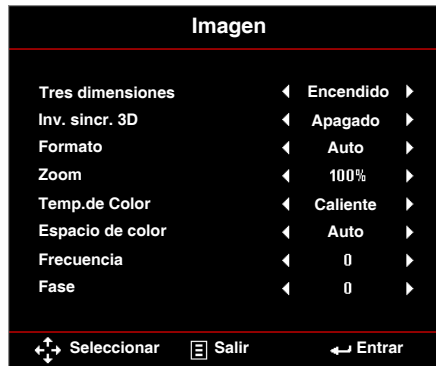 Imagen
Tres dimensiones Encendido
Inv. sincr. 3D Apagado
Formato Auto
Zoom 100%
Temp.de Color Caliente
Espacio de color Auto
Frecuencia 0
Fase 0
Seleccionar Salir Entrar